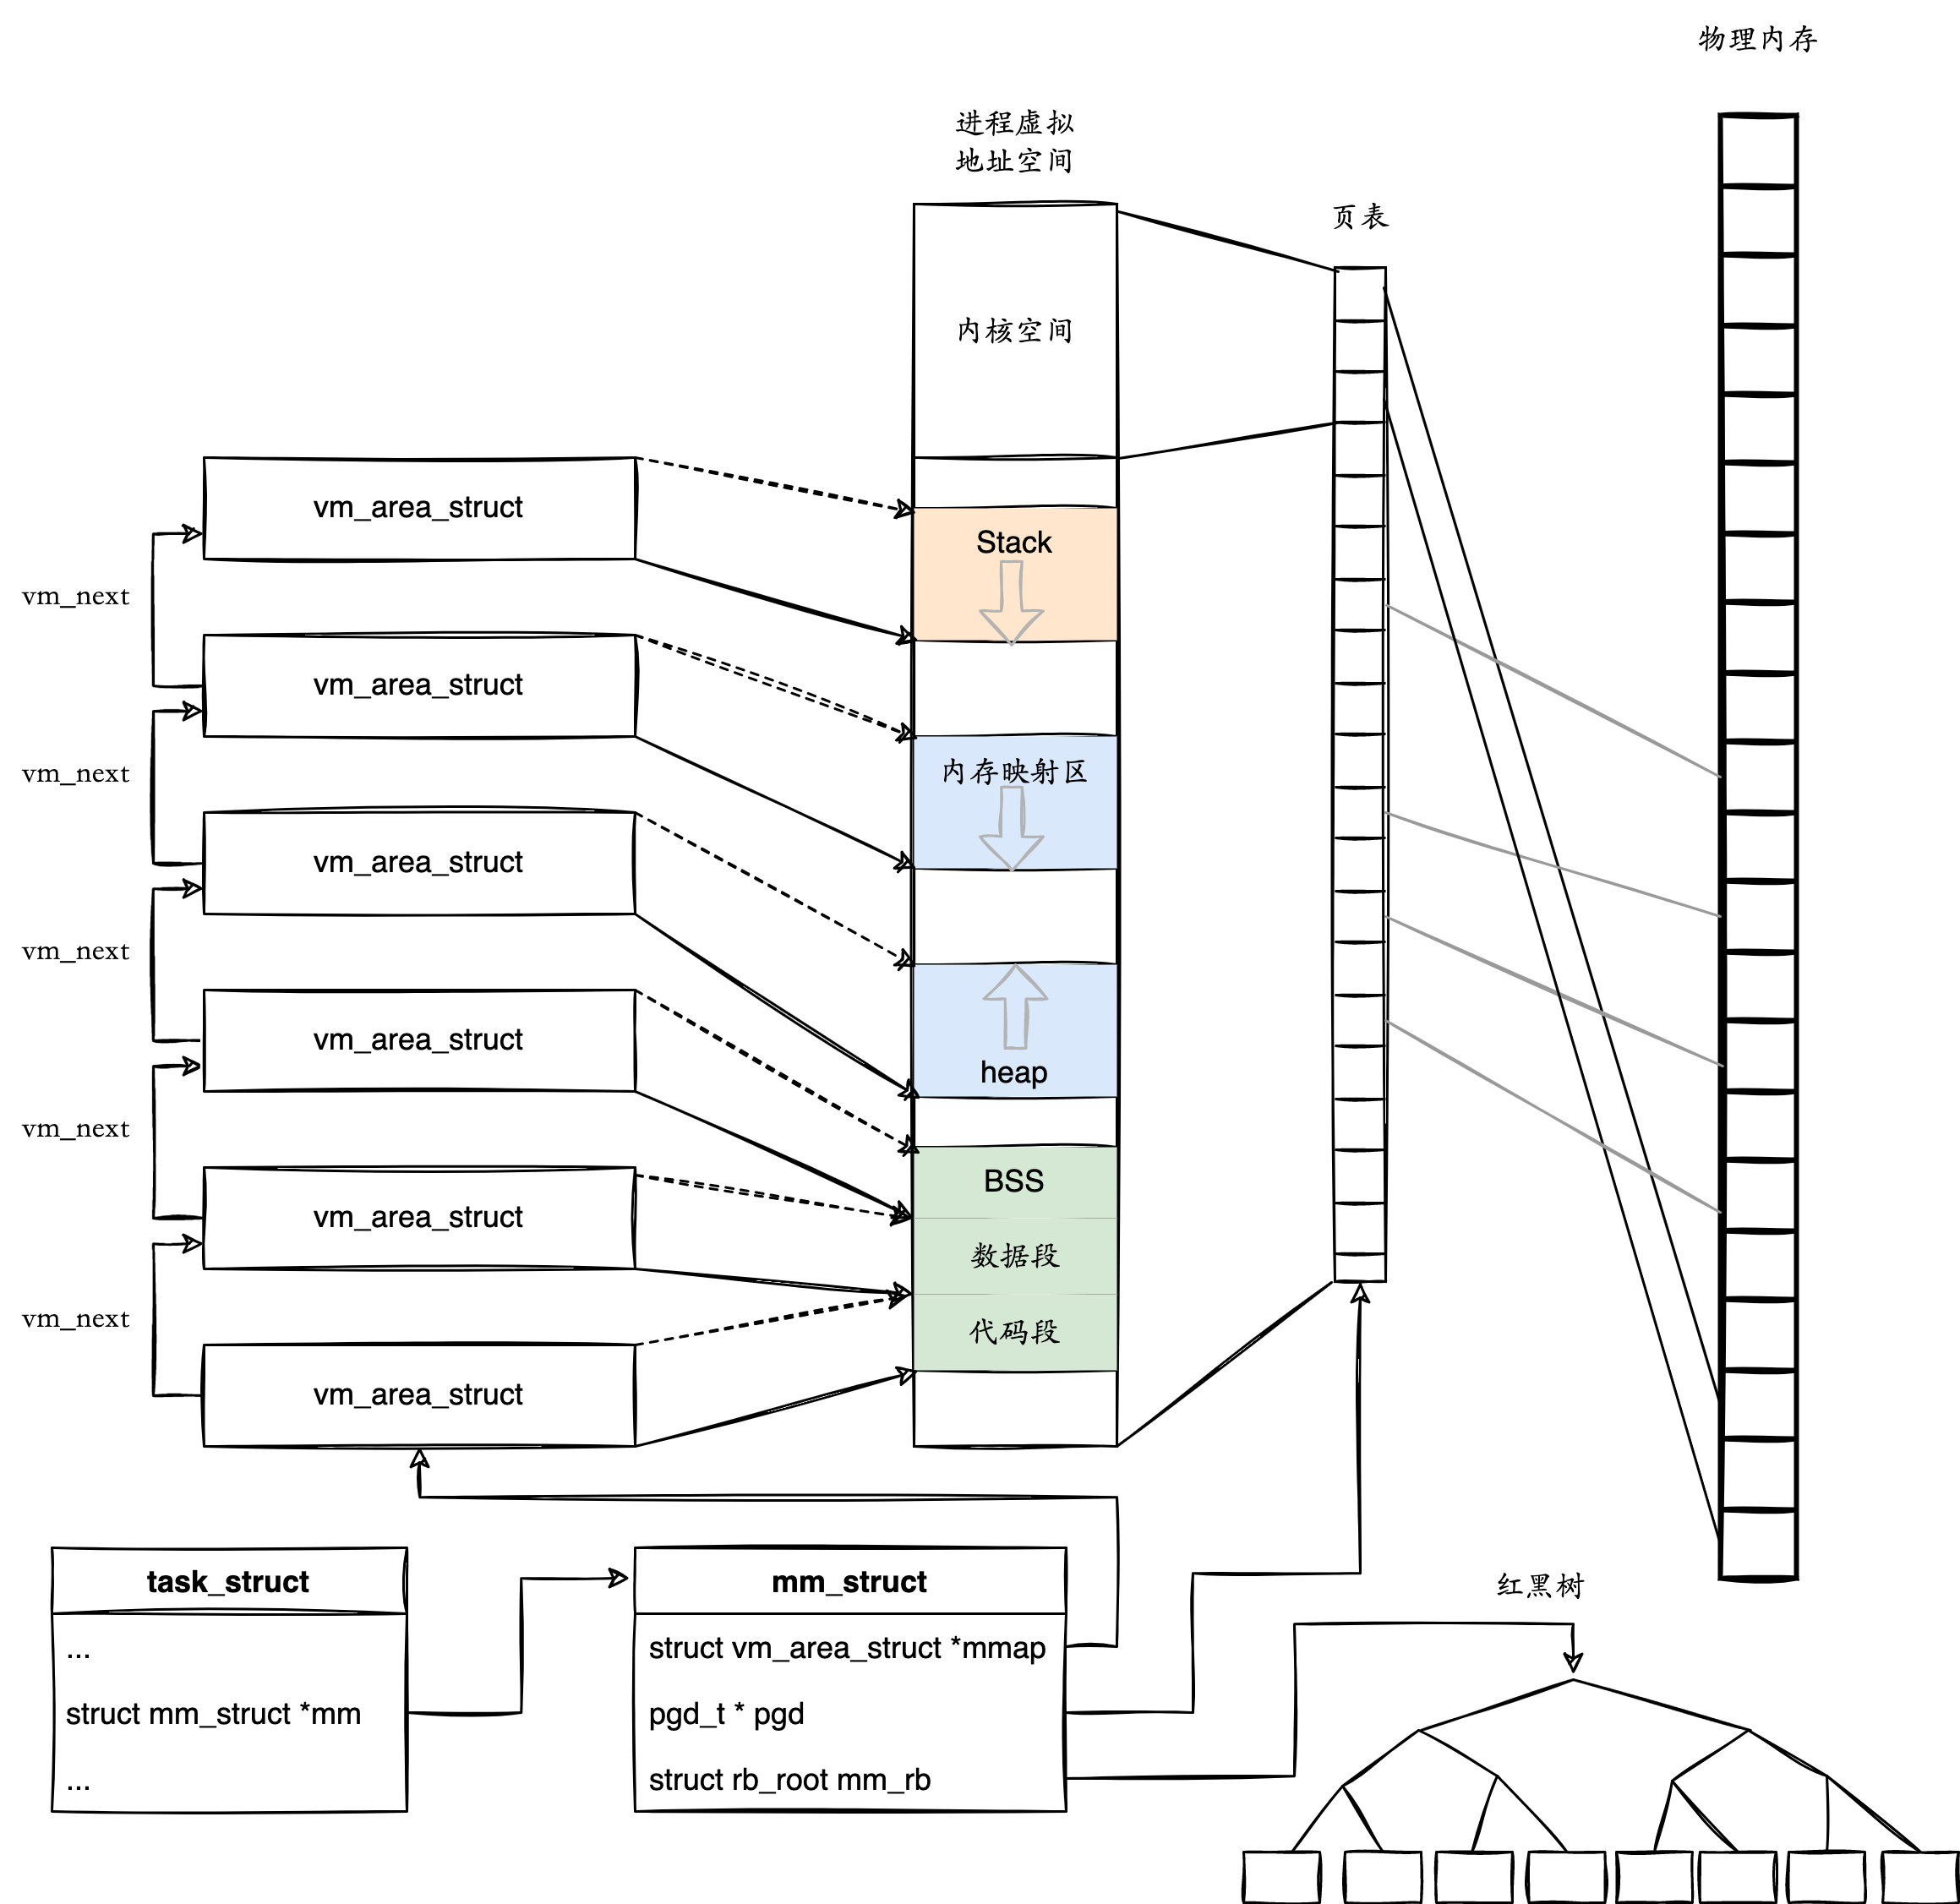 物理内存
进程虚拟
地址空间
页表
内核空间
vm_area_struct
Stack
vm_next
vm_area_struct
vm_next
内存映射区
vm_area_struct
vm_next
vm_area_struct
heap
vm_next
BSS
vm_area_struct
数据段
vm_next
代码段
vm_area_struct
task_struct
...
struct mm_struct *mm
...
mm_struct
struct vm_area_struct *mmap
pgd_t * pgd
struct rb_root mm_rb
红黑树